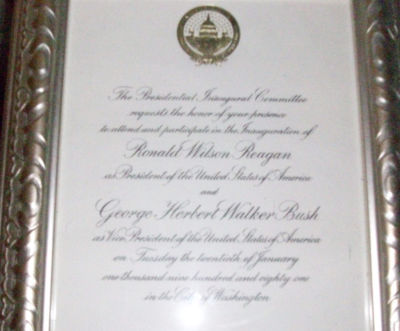 The Presidential Inaugural Committee
requests the honor of your presence
to attend and participate in the Inauguration of
Ronald Wilson Reagan
as President of the United States of America
and
George Herbert Walker Bush
as Vice President of the United States of America
on Tuesday the twentieth of January
one thousand nine hundred and eighty one
in the City of Washington